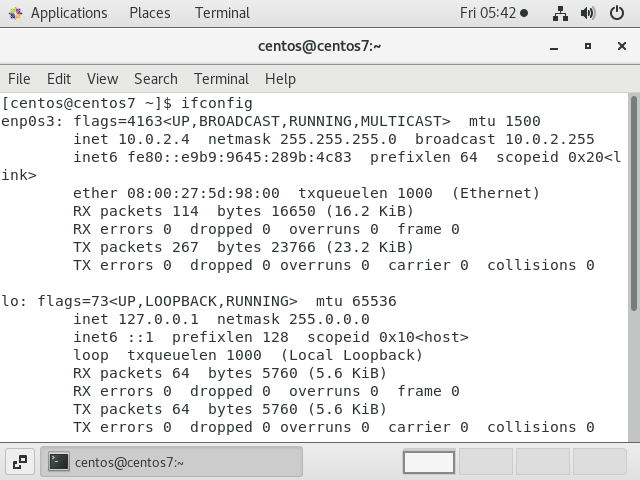 Applications Places Terminal Fri 05:42
centos@centos7:~
File Edit View Search Terminal Help
[centos@centos7 ~]$ ifconfig
enp0s3: flags=4163<UP,BROADCAST,RUNNING,MULTICAST>  mtu 1500
        inet 10.0.2.4  netmask 255.255.255.0  broadcast 10.0.2.255
        inet6 fe80::e9b9:9645:289b:4c83  prefixlen 64  scopeid 0x20<l
ink>
        ether 08:00:27:5d:98:00  txqueuelen 1000  (Ethernet)
        RX packets 114  bytes 16650 (16.2 KiB)
        RX errors 0  dropped 0  overruns 0  frame 0
        TX packets 267  bytes 23766 (23.2 KiB)
        TX errors 0  dropped 0 overruns 0  carrier 0  collisions 0

lo: flags=73<UP,LOOPBACK,RUNNING>  mtu 65536
        inet 127.0.0.1  netmask 255.0.0.0
        inet6 ::1  prefixlen 128  scopeid 0x10<host>
        loop  txqueuelen 1000  (Local Loopback)
        RX packets 64  bytes 5760 (5.6 KiB)
        RX errors 0  dropped 0  overruns 0  frame 0
        TX packets 64  bytes 5760 (5.6 KiB)
        TX errors 0  dropped 0 overruns 0  carrier 0  collisions 0
centos@centos7:~